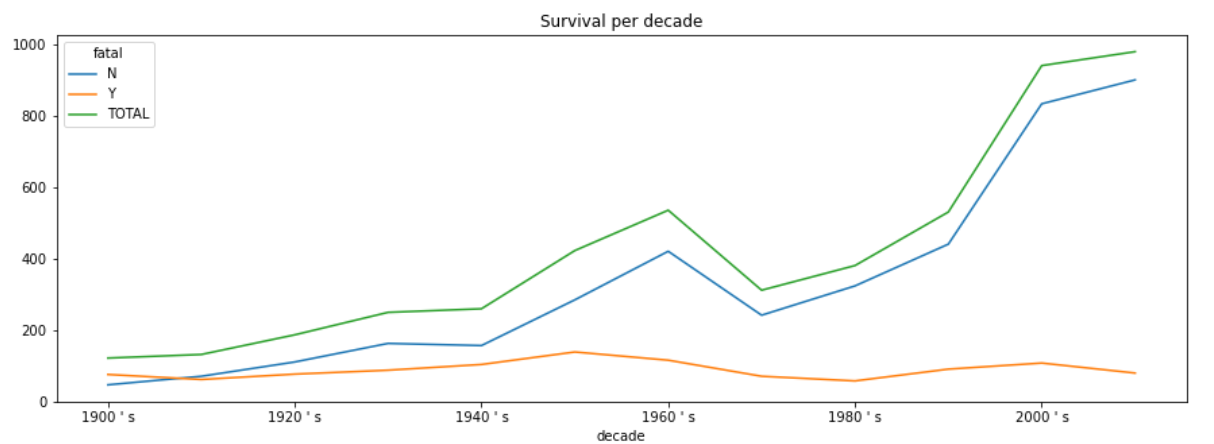 Survival per decade
fatal
N
Y
TOTAL
1000
800
600
400
200
0
1900 ' s
1920 ' s
1940 ' s
1960 ' s
1980 ' s
2000 ' s
decade